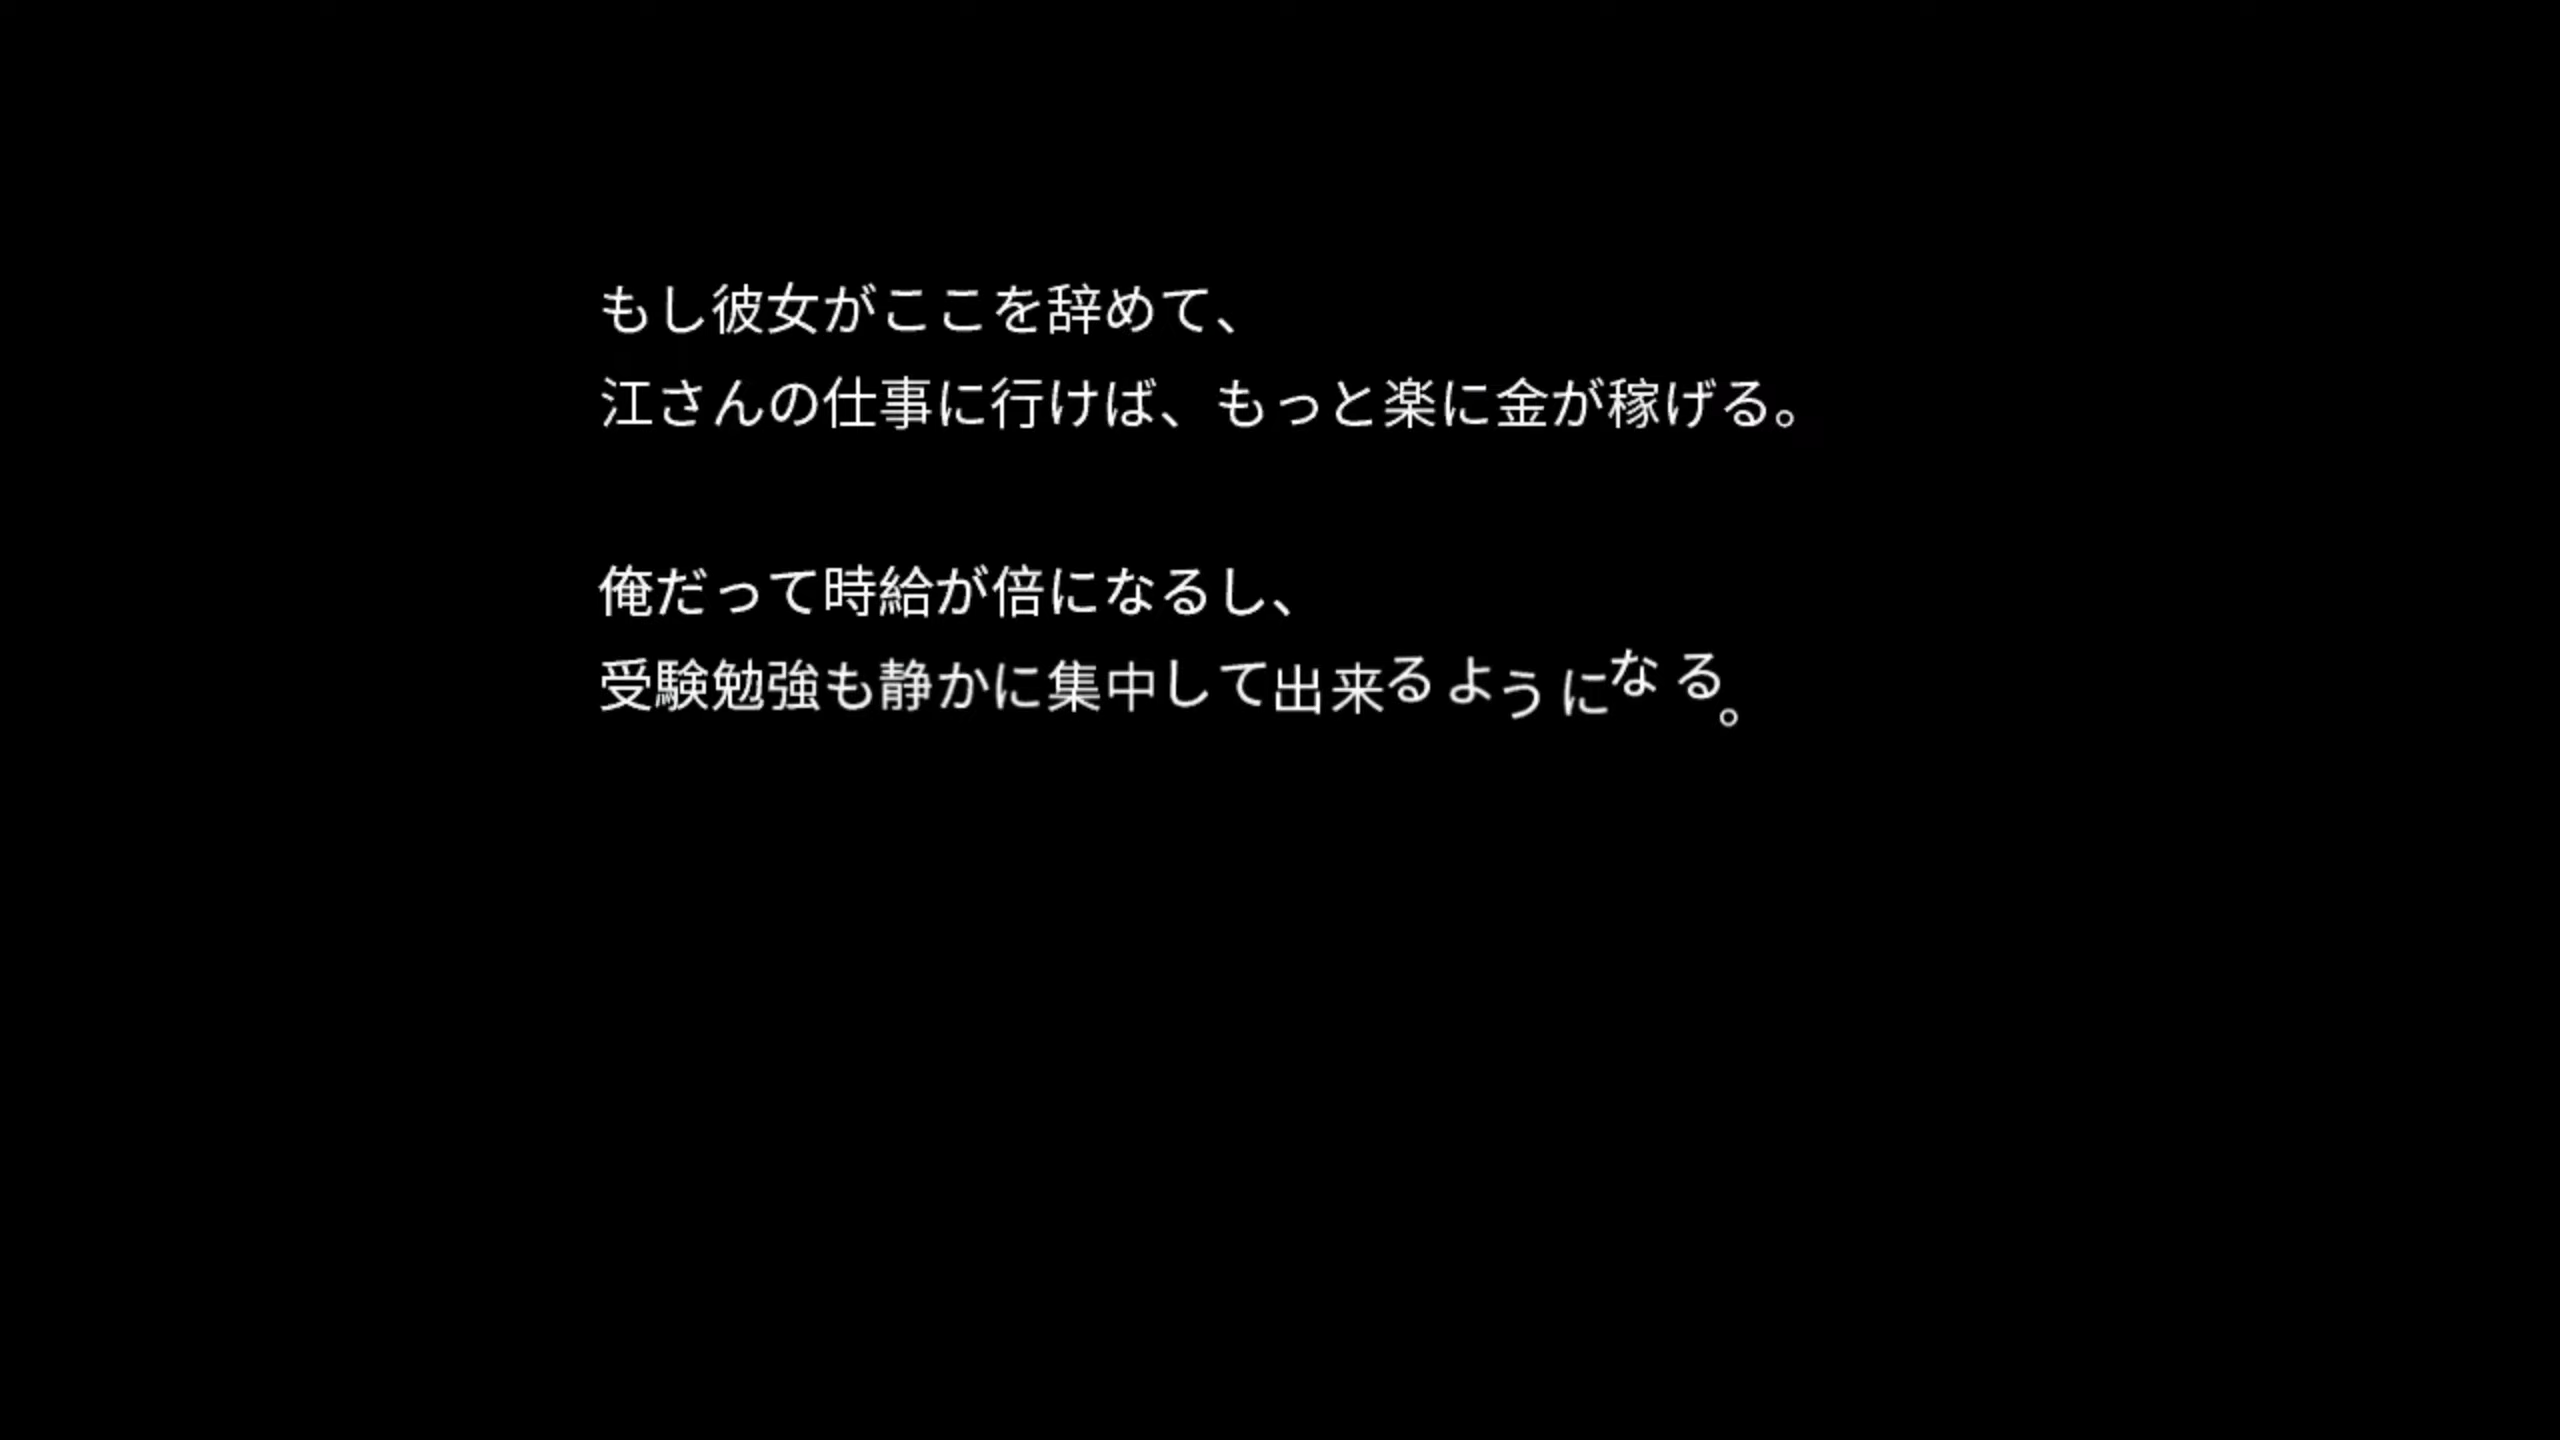 もし彼女がここを辞めて、
江さんの仕事に行けば、もっと楽に金が稼げる。
俺だって時給が倍になるし、
受験勉強も静かに集中して出来るようになる。